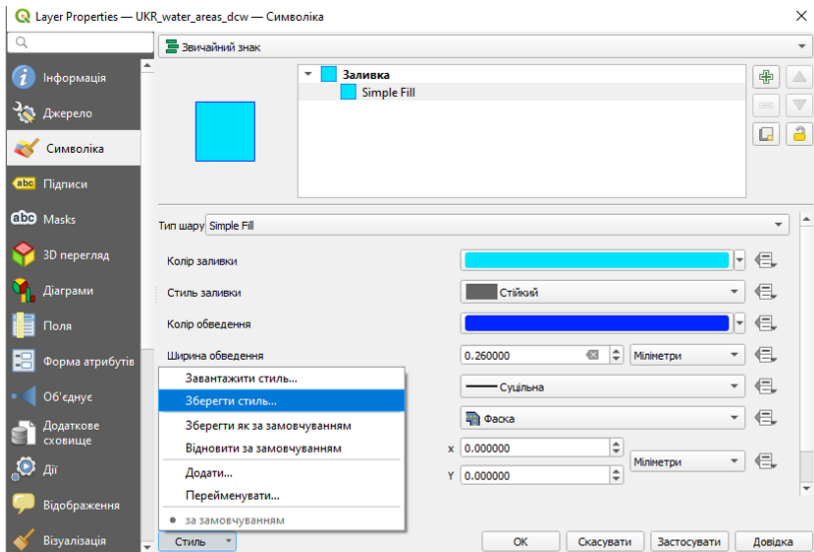 Layer Properties — UKR_water_areas_dcw — Символіка
Звичайний знак
Інформація
Джерело
Символіка
abc Підписи
abc Masks
3D перегляд
Діаграми
Поля
Форма атрибутів
Об'єднує
Додаткове
сховище
Дії
Відображення
Візуалізація
Заливка
Simple Fill
Тип шару Simple Fill
Колір заливки
Стиль заливки Стійкий
Колір обведення
Ширина обведення 0.260000 Міліметри
Суцільна
Фаска
x 0.000000
Міліметри
Y 0.000000
Завантажити стиль...
Зберегти стиль...
Зберегти як за замовчуванням
Відновити за замовчуванням
Додати...
Перейменувати...
за замовчуванням
Стиль OK Скасувати Застосувати Довідка